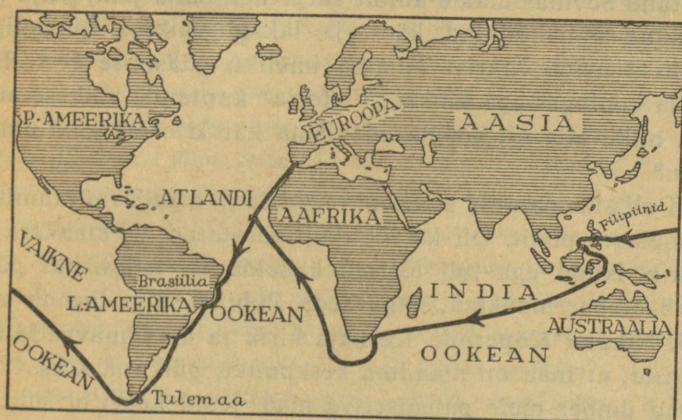 P. AMEERIKA
EUROOPA
AASIA
ATLANDI
AAFRIKA
Filipiinid
VAIKNE
Brasiilia
INDIA
L. AMEERIKA
OOKEAN
AUSTRAALIA
OOKEAN
OOKEAN
Tulemaa